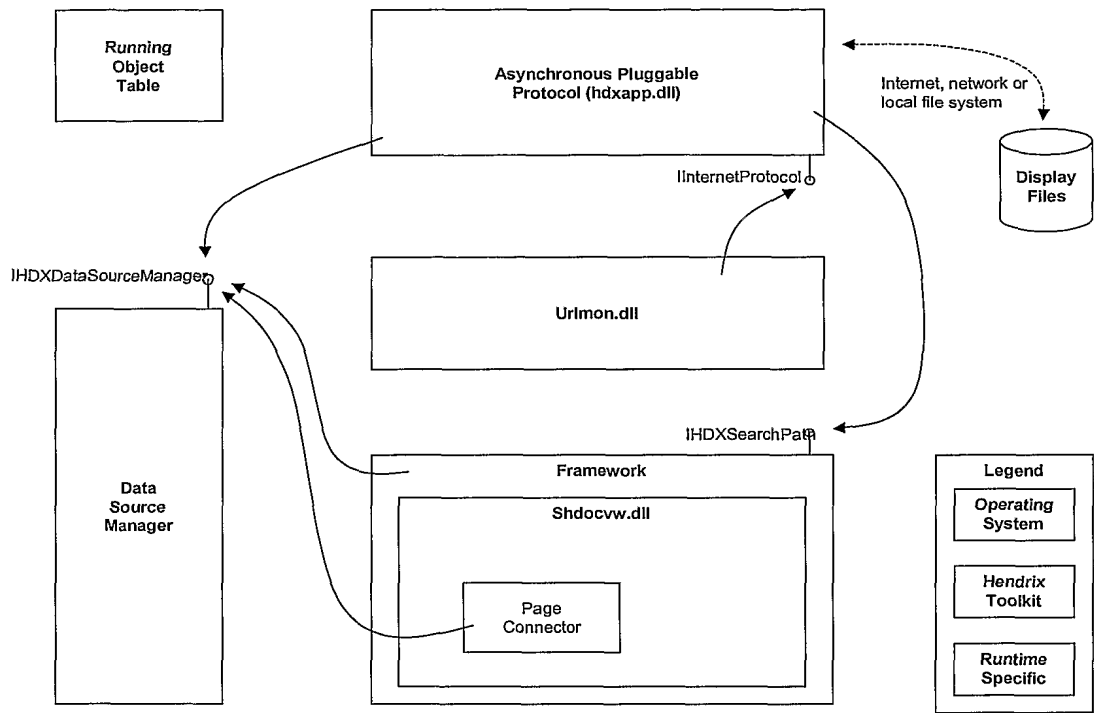 Running
Object
Table
Asynchronous Pluggable
Protocol (hdxapp.dll)
Internet, network or
local file system
Display
Files
IInternetProtocol
IHDXDataSourceManager
Urlmon.dll
IHDXSearchPath
Data
Source
Manager
Framework
Shdocvw.dll
Page
Connector
Legend
Operating
System
Hendrix
Toolkit
Runtime
Specific